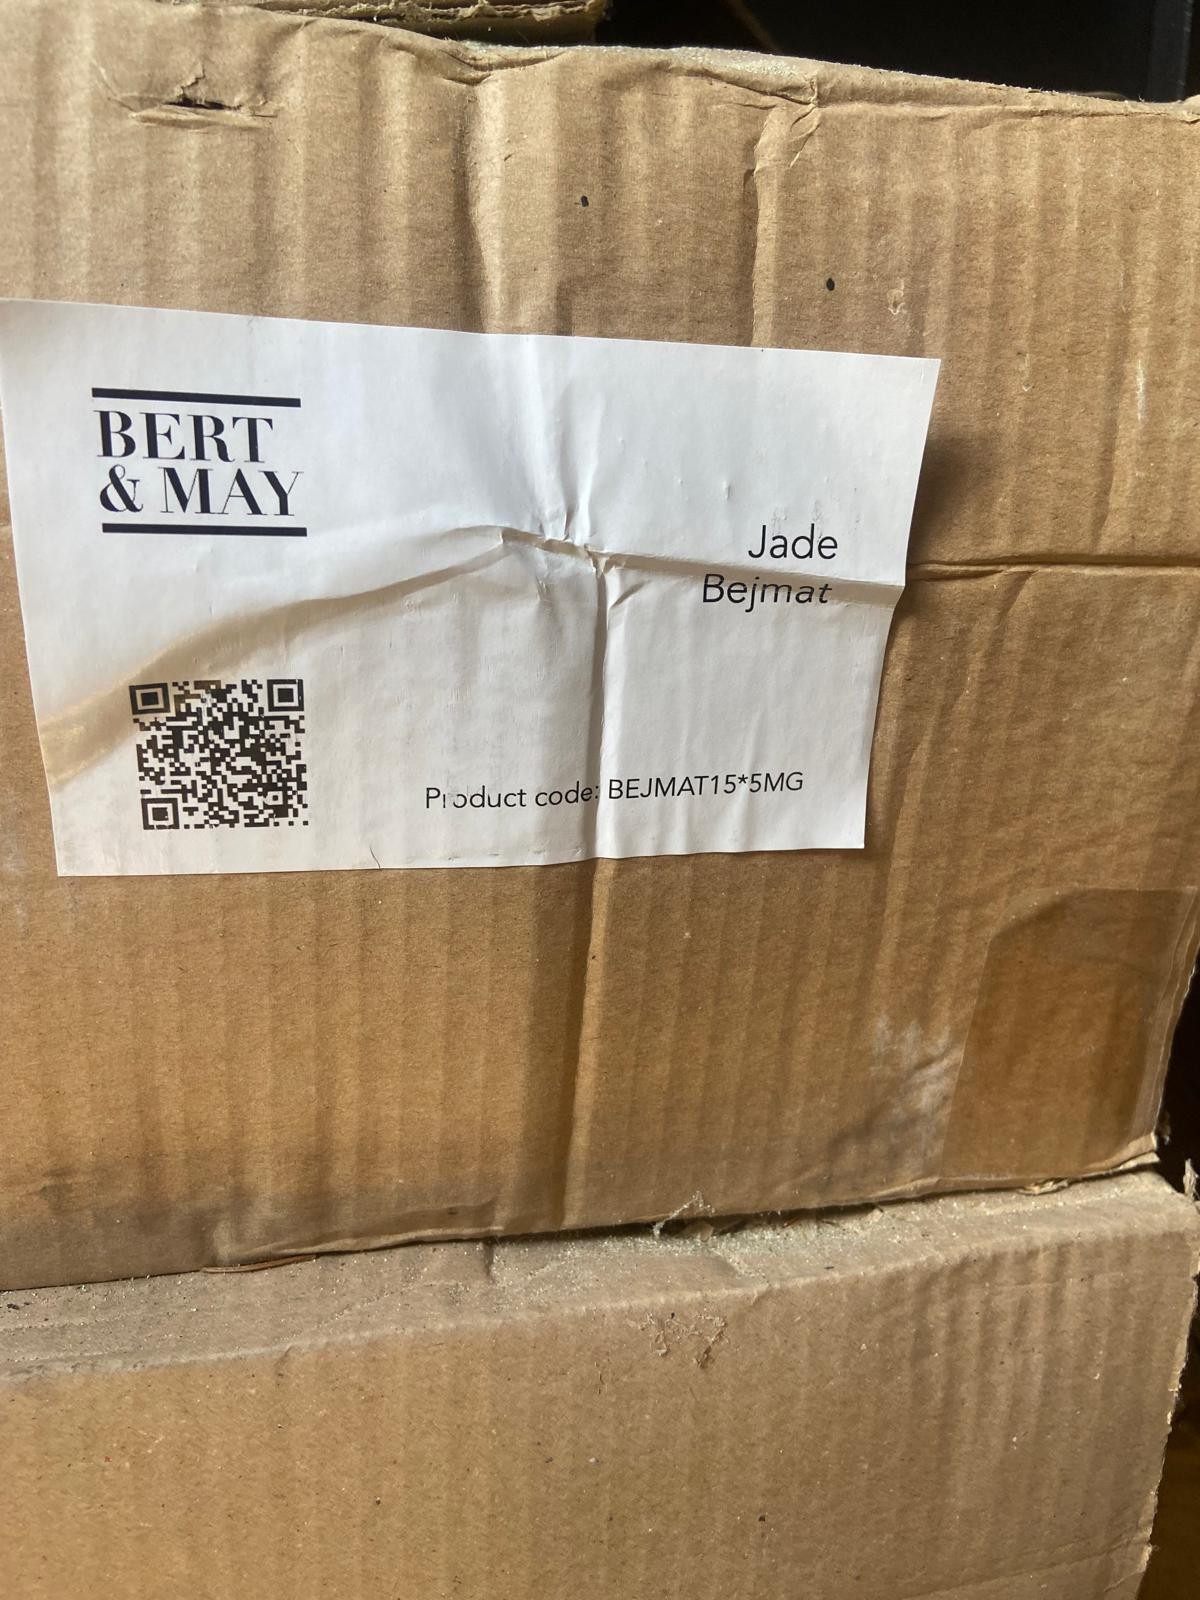 BERT
& MAY
Jade
Bejmat
Product code: BEJMAT15*5MG